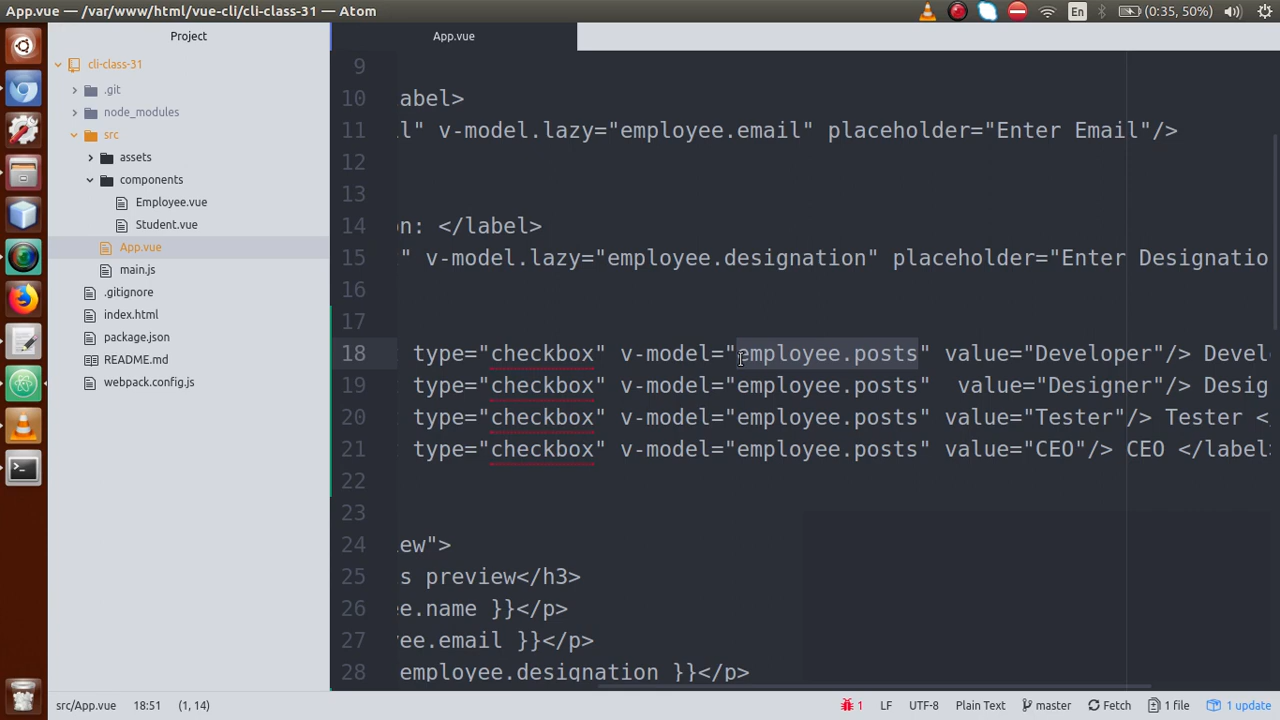 App.vue — /var/www/html/vue-cli/cli-class-31 — Atom
En
(0:35, 50%)
Project
App.vue
cli-class-31
.git
node_modules
src
assets
components
Employee.vue
Student.vue
App.vue
main.js
.gitignore
index.html
package.json
README.md
webpack.config.js
9
10 abel>
11 l" v-model.lazy="employee.email" placeholder="Enter Email"/>
12
13
14 on: </label>
15 " v-model.lazy="employee.designation" placeholder="Enter Designatio
16
17
18 type="checkbox" v-model="employee.posts" value="Developer"/> Devel
19 type="checkbox" v-model="employee.posts"  value="Designer"/> Desig
20 type="checkbox" v-model="employee.posts" value="Tester"/> Tester <
21 type="checkbox" v-model="employee.posts" value="CEO"/> CEO </label
22
23
24 ew">
25 s preview</h3>
26 ee.name }}</p>
27 ee.email }}</p>
28 employee.designation }}</p>
src/App.vue 18:51 (1, 14)
1 LF UTF-8 Plain Text master Fetch 1 file 1 update